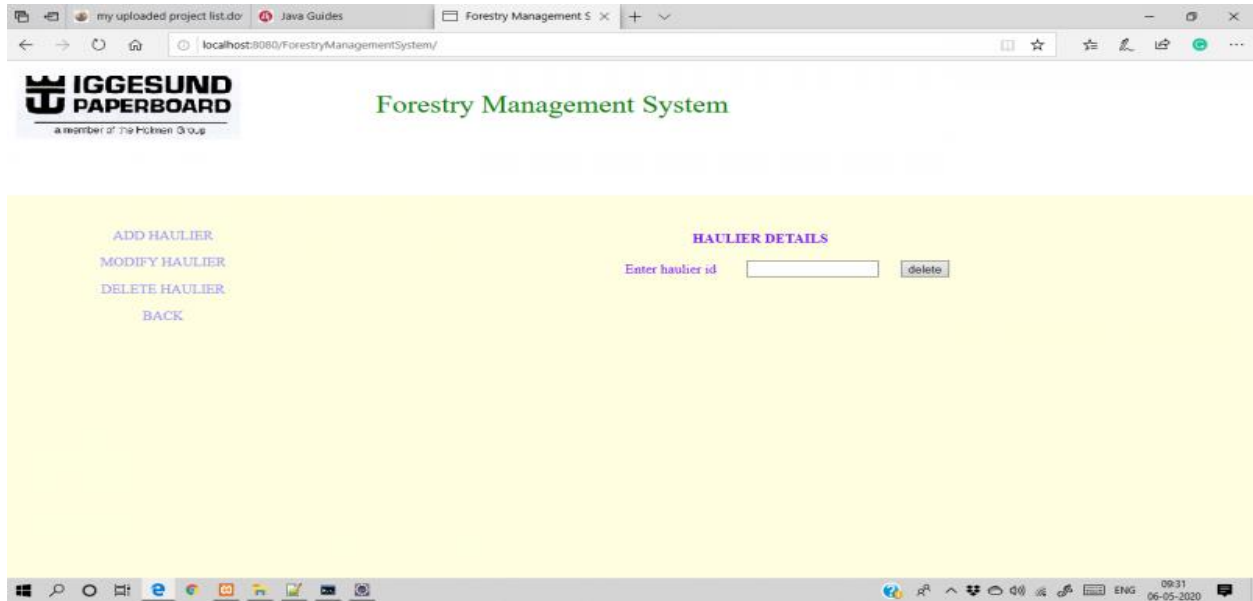 my uploaded project list.do
Java Guides
Forestry Management S
localhost:8080/ForestryManagementSystem/
IGGESUND
PAPERBOARD
a member of the Holmen Group
Forestry Management System
ADD HAULIER
MODIFY HAULIER
DELETE HAULIER
BACK
HAULIER DETAILS
Enter haulier id
delete
ENG
09:31
06-05-2020